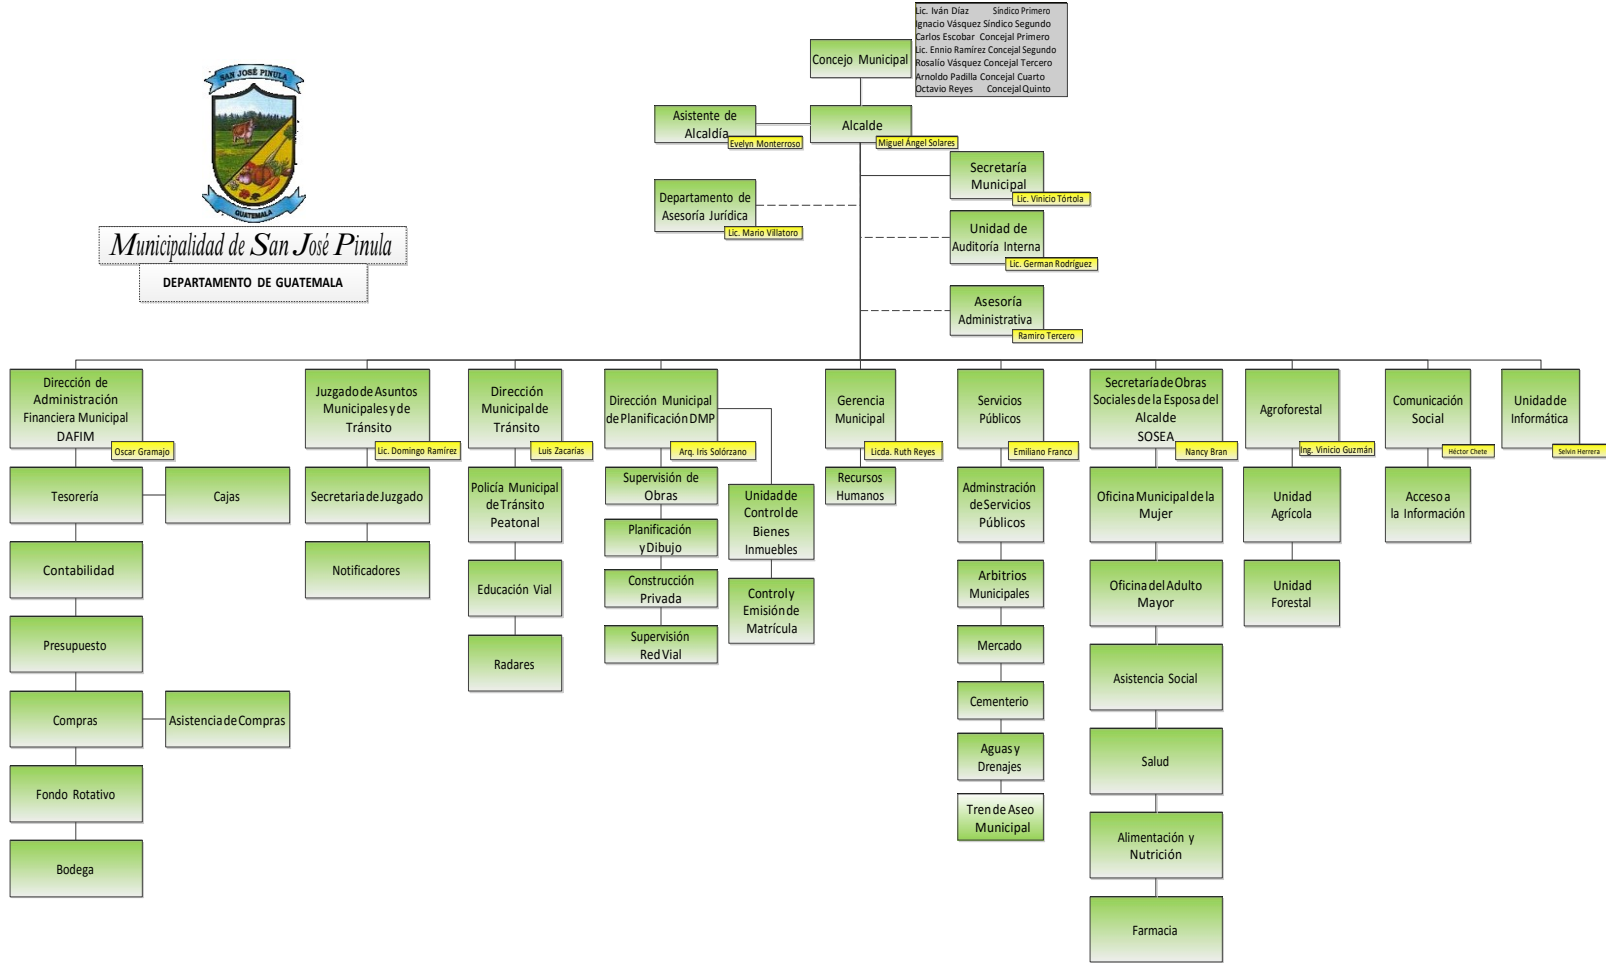 Lic. Iván Díaz Síndico Primero
Ignacio Vásquez Síndico Segundo
Carlos Escobar Concejal Primero
Lic. Ennio Ramírez Concejal Segundo
Rosalío Vásquez Concejal Tercero
Arnoldo Padilla Concejal Cuarto
Octavio Reyes Concejal Quinto
Concejo Municipal
SAN JOSÉ PINULA
GUATEMALA
Municipalidad de San José Pinula
DEPARTAMENTO DE GUATEMALA
Asistente de
Alcaldía
Evelyn Monterroso
Alcalde
Miguel Ángel Solares
Secretaría
Municipal
Lic. Vinicio Tórtola
Departamento de
Asesoría Jurídica
Lic. Mario Villatoro
Unidad de
Auditoría Interna
Lic. German Rodríguez
Asesoría
Administrativa
Ramiro Tercero
Dirección de
Administración
Financiera Municipal
DAFIM
Oscar Gramajo
Tesorería
Cajas
Contabilidad
Presupuesto
Compras
Asistencia de Compras
Fondo Rotativo
Bodega
Juzgado de Asuntos
Municipales y de
Tránsito
Lic. Domingo Ramírez
Secretaria de Juzgado
Notificadores
Dirección
Municipal de
Tránsito
Luis Zacarías
Policía Municipal
de Tránsito
Peatonal
Educación Vial
Radares
Dirección Municipal
de Planificación DMP
Arq. Iris Solórzano
Supervisión de
Obras
Planificación
y Dibujo
Construcción
Privada
Supervisión
Red Vial
Unidad de
Control de
Bienes
Inmuebles
Control y
Emisión de
Matrícula
Gerencia
Municipal
Licda. Ruth Reyes
Recursos
Humanos
Servicios
Públicos
Emiliano Franco
Adminstración
de Servicios
Públicos
Arbitrios
Municipales
Mercado
Cementerio
Aguas y
Drenajes
Tren de Aseo
Municipal
Secretaría de Obras
Sociales de la Esposa del
Alcalde
SOSEA
Nancy Bran
Oficina Municipal de la
Mujer
Oficina del Adulto
Mayor
Asistencia Social
Salud
Alimentación y
Nutrición
Farmacia
Agroforestal
Ing. Vinicio Guzmán
Unidad
Agrícola
Unidad
Forestal
Comunicación
Social
Héctor Chete
Acceso a
la Información
Unidad de
Informática
Selvin Herrera